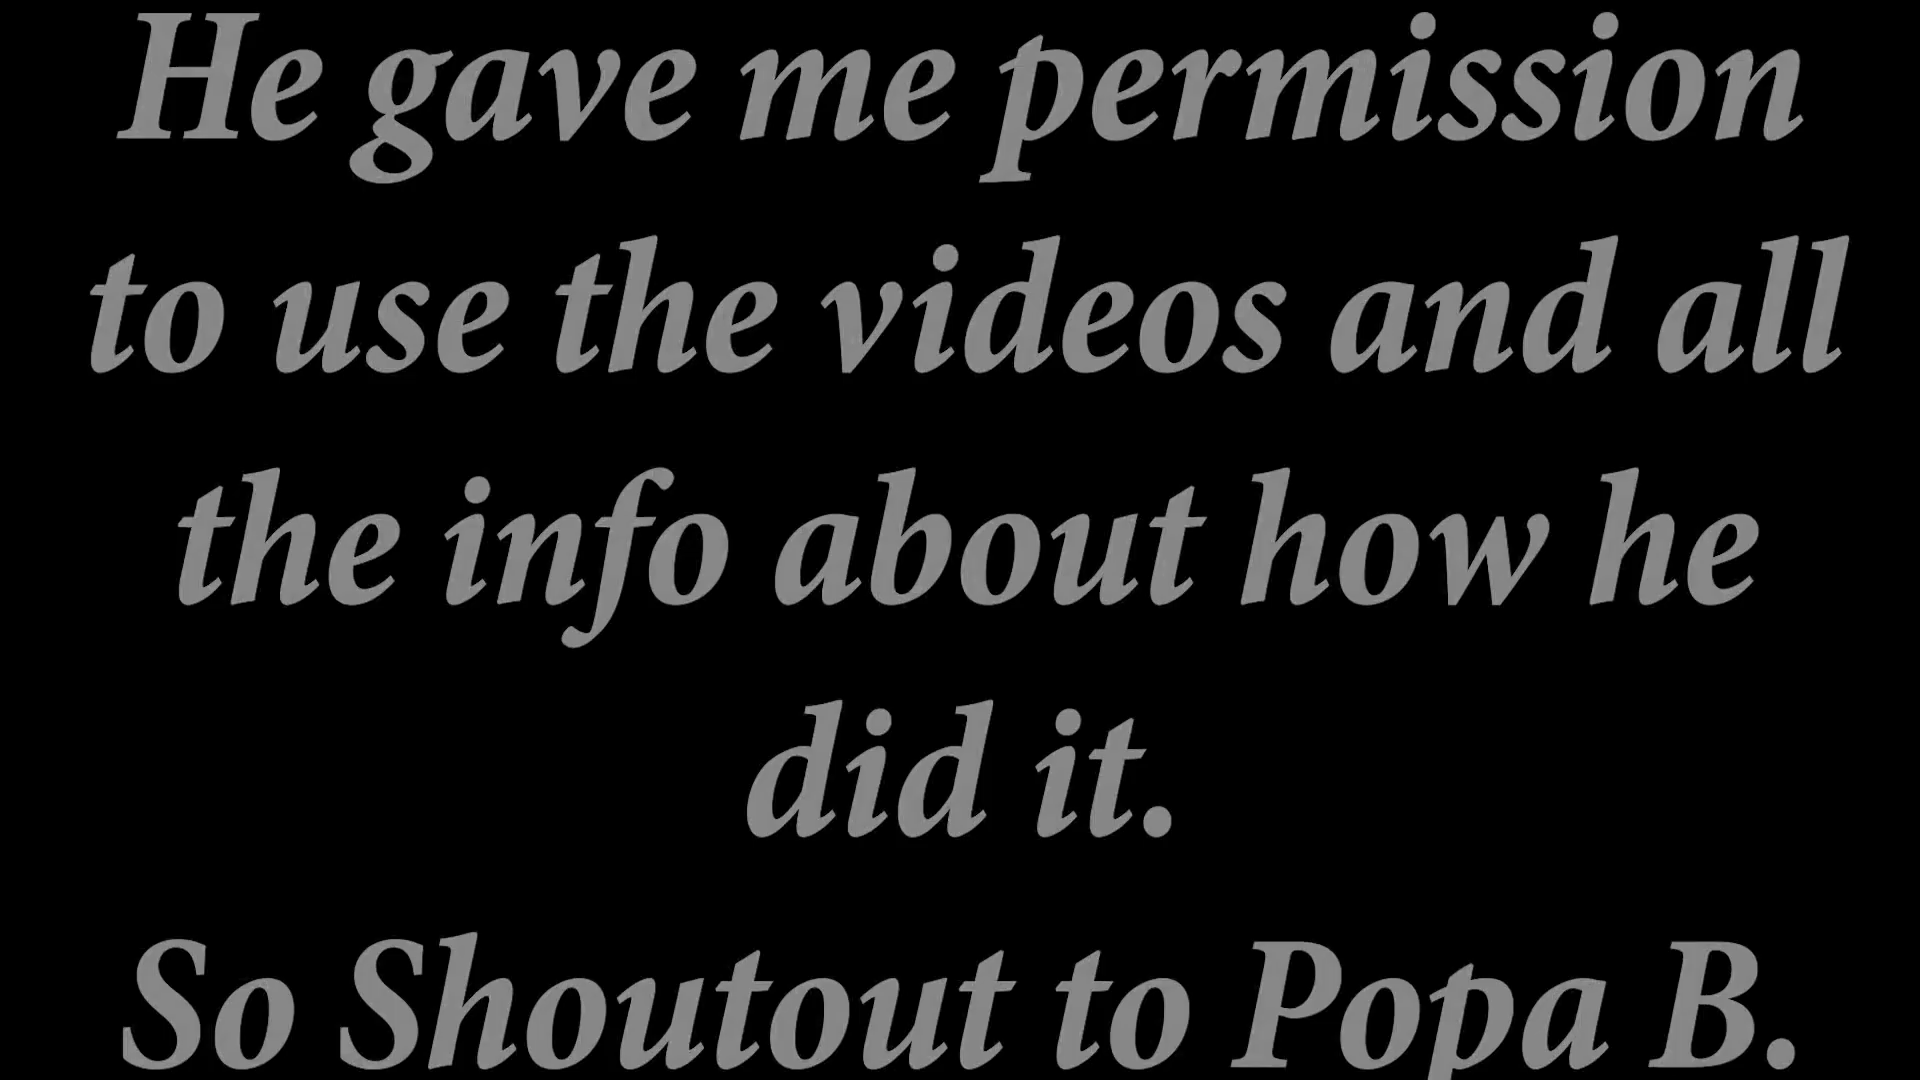 He gave me permission
to use the videos and all
the info about how he
did it.
So Shoutout to Popa B.